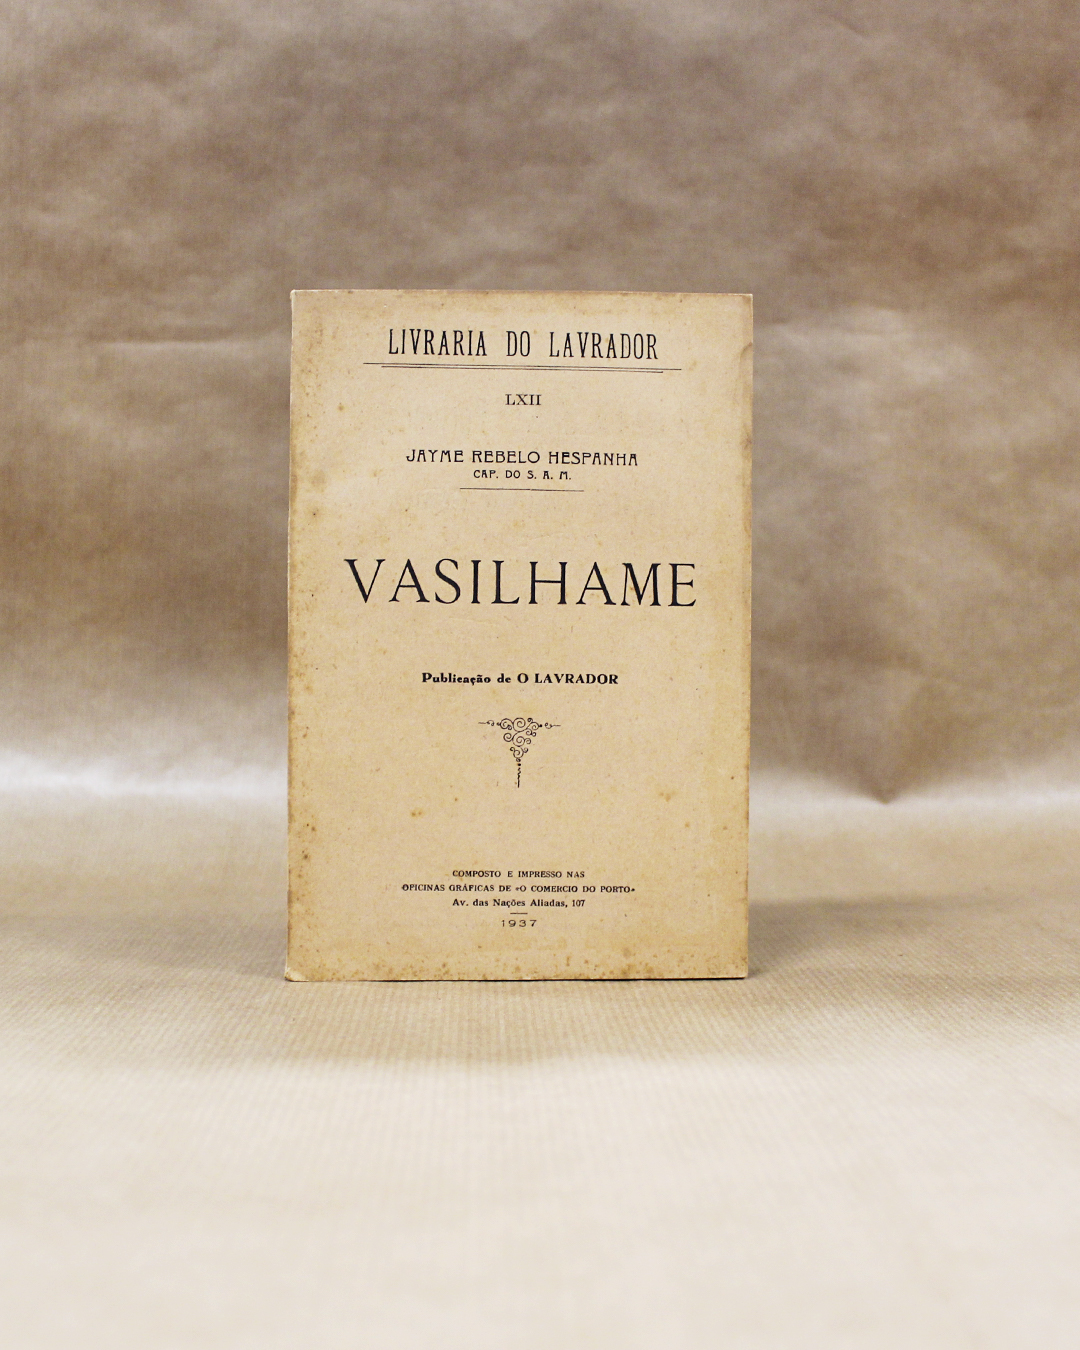 LIVRARIA DO LAVRADOR
LXII
JAYME REBELO HESPANHA
CAP. DO S. A. M.
VASILHAME
Publicação de O LAVRADOR
COMPOSTO E IMPRESSO NAS
OFICINAS GRÁFICAS DE «O COMERCIO DO PORTO»
Av. das Nações Aliadas, 107
1937